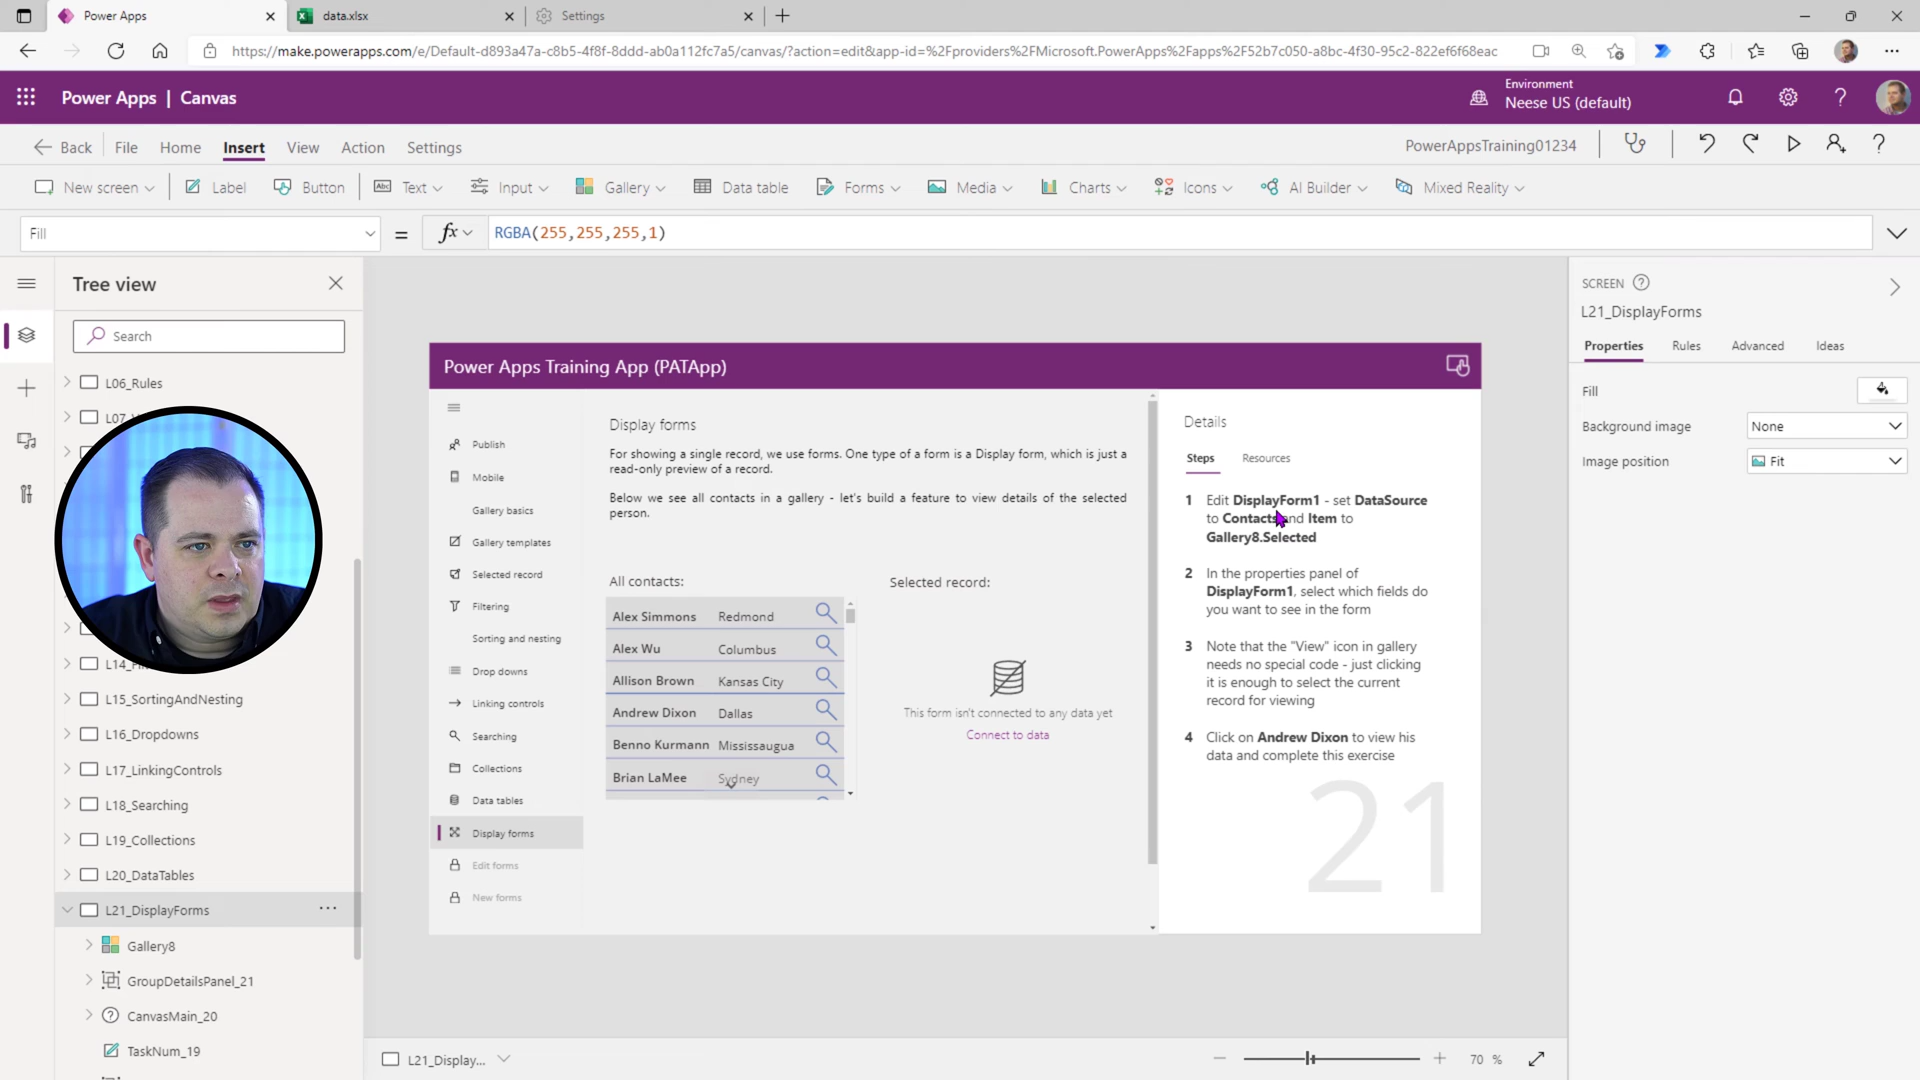 Power Apps
data.xlsx
Settings
https://make.powerapps.com/e/Default-d893a47a-c8b5-4f8f-8ddd-ab0a112fc7a5/canvas/?action=edit&app-id=%2Fproviders%2FMicrosoft.PowerApps%2Fapps%2F52b7c050-a8bc-4f30-95c2-822ef6f68eac
Power Apps | Canvas
Environment
Neese US (default)
Back
File
Home
Insert
View
Action
Settings
PowerAppsTraining01234
New screen
Label
Button
Abc Text
Input
Gallery
Data table
Forms
Media
Charts
Icons
AI Builder
Mixed Reality
Fill
=
fx
RGBA(255,255,255,1)
Tree view
Search
L06_Rules
L15_SortingAndNesting
L16_Dropdowns
L17_LinkingControls
L18_Searching
L19_Collections
L20_DataTables
L21_DisplayForms
Gallery8
GroupDetailsPanel_21
CanvasMain_20
TaskNum_19
Power Apps Training App (PATApp)
Publish
Mobile
Gallery basics
Gallery templates
Selected record
Filtering
Sorting and nesting
Drop downs
Linking controls
Searching
Collections
Data tables
Display forms
Edit forms
New forms
Display forms
For showing a single record, we use forms. One type of a form is a Display form, which is just a
read-only preview of a record.
Below we see all contacts in a gallery - let's build a feature to view details of the selected
person.
All contacts:
Alex Simmons Redmond
Alex Wu Columbus
Allison Brown Kansas City
Andrew Dixon Dallas
Benno Kurmann Mississaugua
Brian LaMee Sydney
Selected record:
This form isn't connected to any data yet
Connect to data
Details
Steps Resources
1 Edit DisplayForm1 - set DataSource
to Contacts and Item to
Gallery8.Selected
2 In the properties panel of
DisplayForm1, select which fields do
you want to see in the form
3 Note that the "View" icon in gallery
needs no special code - just clicking
it is enough to select the current
record for viewing
4 Click on Andrew Dixon to view his
data and complete this exercise
21
SCREEN
L21_DisplayForms
Properties
Rules
Advanced
Ideas
Fill
Background image None
Image position Fit
L21_Display...
70 %